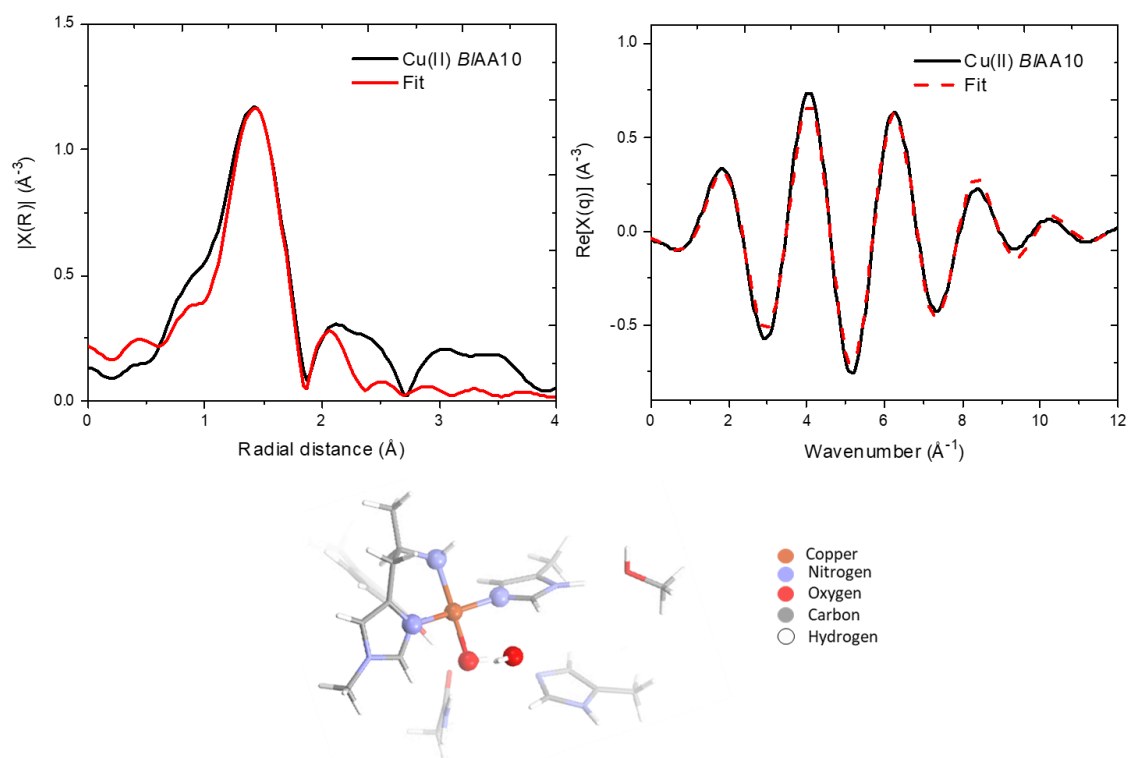 1.5
1.0
0.5
0.0
|X(R)| (Å⁻³)
Cu(II) BlAA10
Fit
0
1
2
3
4
Radial distance (Å)
1.0
0.5
0.0
-0.5
Re[X(q)] (A⁻³)
Cu(II) BlAA10
Fit
0
2
4
6
8
10
12
Wavenumber (Å⁻¹)
Copper
Nitrogen
Oxygen
Carbon
Hydrogen